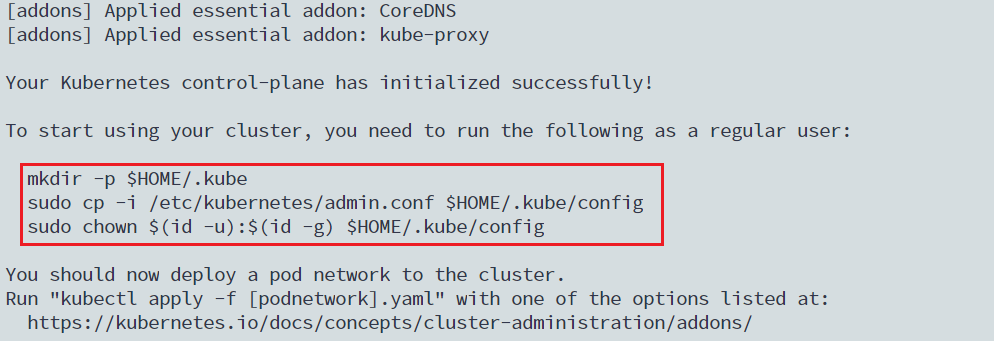 [addons] Applied essential addon: CoreDNS
[addons] Applied essential addon: kube-proxy
Your Kubernetes control-plane has initialized successfully!
To start using your cluster, you need to run the following as a regular user:
mkdir -p $HOME/.kube
sudo cp -i /etc/kubernetes/admin.conf $HOME/.kube/config
sudo chown $(id -u):$(id -g) $HOME/.kube/config
You should now deploy a pod network to the cluster.
Run "kubectl apply -f [podnetwork].yaml" with one of the options listed at:
https://kubernetes.io/docs/concepts/cluster-administration/addons/